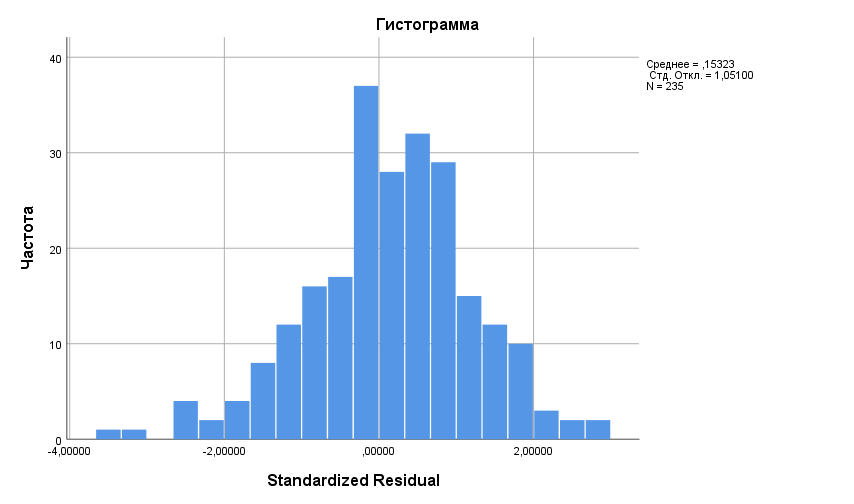 Гистограмма
Среднее = ,15323
Стд. Откл. = 1,05100
N = 235
Частота
40
30
20
10
0
-4,00000 -2,00000 ,00000 2,00000
Standardized Residual